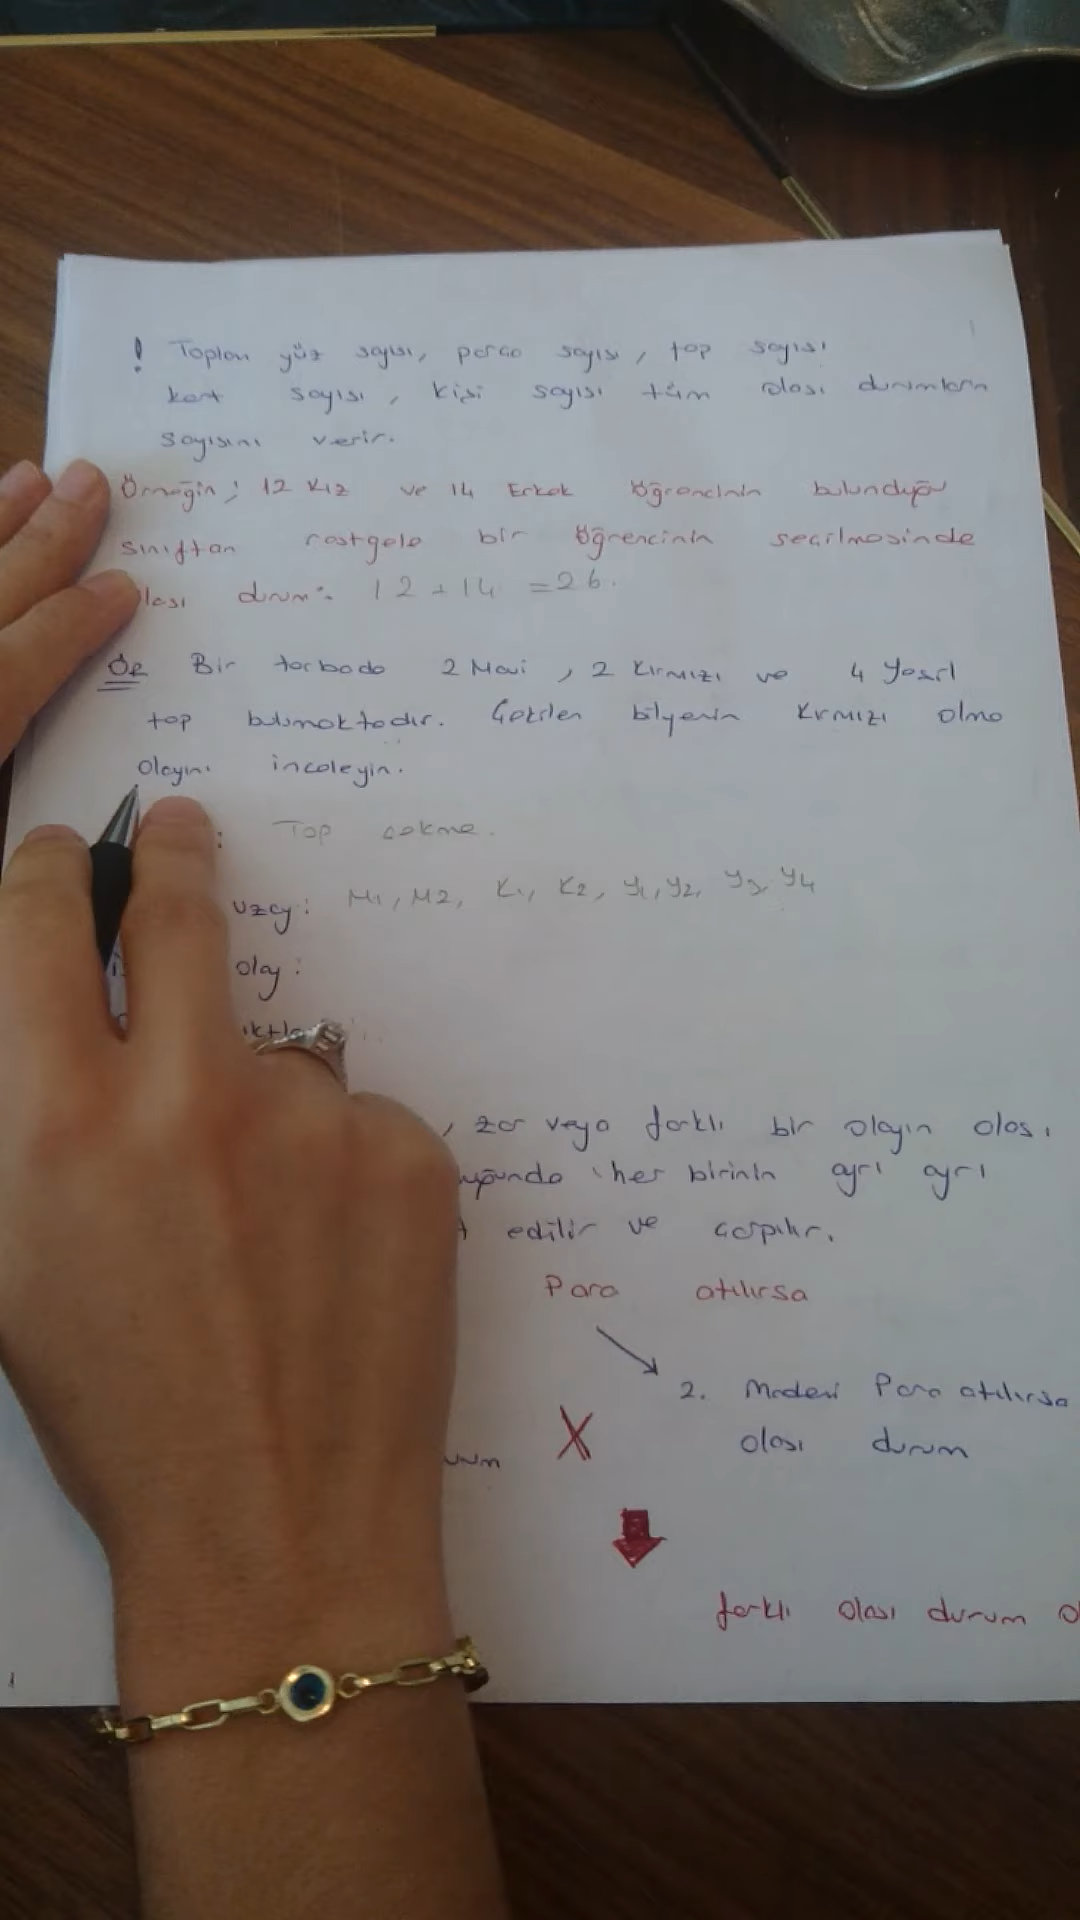 ! Toplam yüz sayısı, parça sayısı, top sayısı
kart sayısı, kişi sayısı tüm olası durumların
sayısını verir.
Örneğin; 12 Kız ve 14 Erkek öğrencinin bulunduğu
sınıftan rastgele bir öğrencinin seçilmesinde
olası durum: 12 + 14 = 26.
Ör Bir torbada 2 Mavi, 2 Kırmızı ve 4 Yeşil
top bulunmaktadır. Çekilen bilyenin Kırmızı olma
olayını inceleyin.
: Top çekme.
uzay: M1, M2, K1, K2, Y1, Y2, Y3, Y4
olay:
ıktıla
, zar veya farklı bir olayın olası
her birinin ayrı ayrı
edilir ve çarpılır.
Para atılırsa
2. Madeni Para atılırsa
X olası durum
farklı olası durum